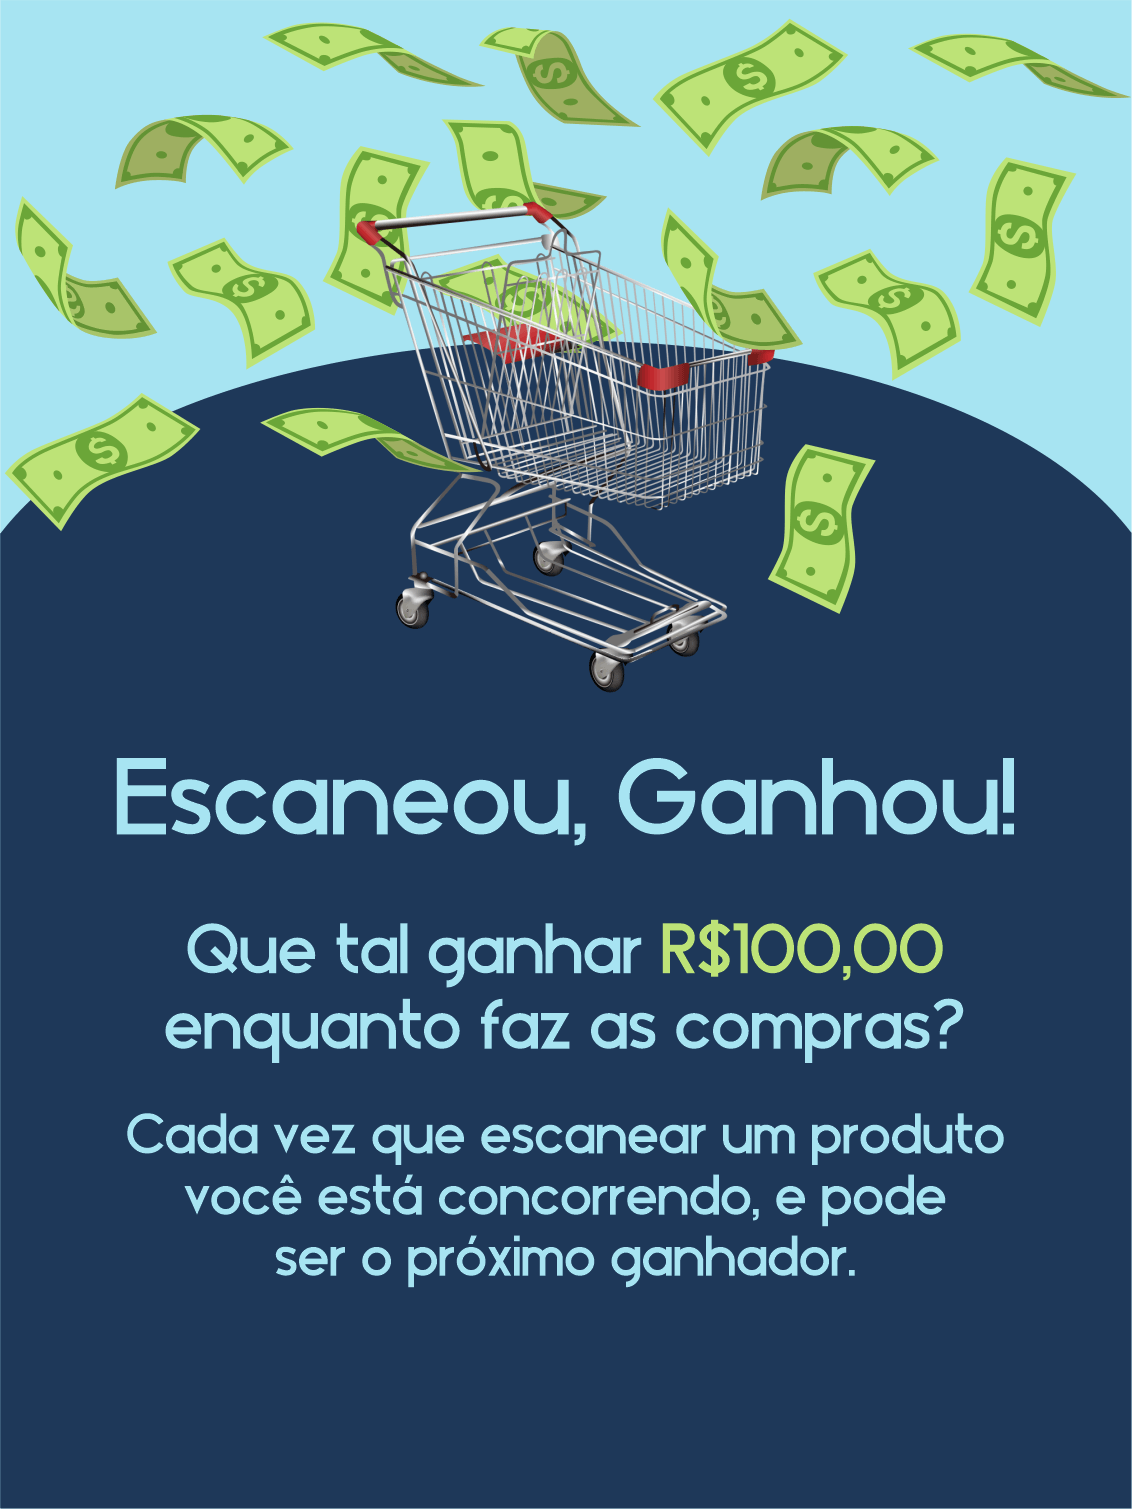 Escaneou, Ganhou!
Que tal ganhar R$100,00
enquanto faz as compras?
Cada vez que escanear um produto
você está concorrendo, e pode
ser o próximo ganhador.